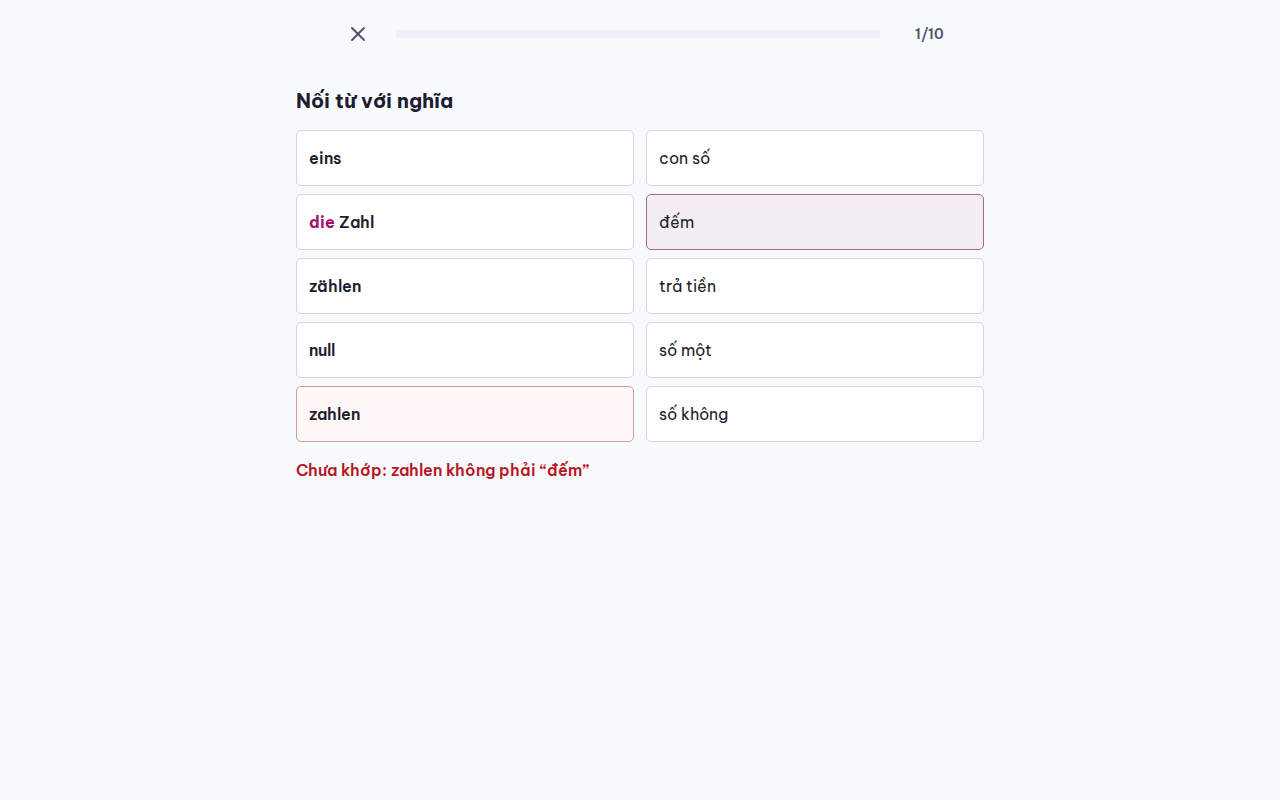 1/10
Nối từ với nghĩa
eins
con số
die Zahl
đếm
zählen
trả tiền
null
số một
zahlen
số không
Chưa khớp: zahlen không phải “đếm”